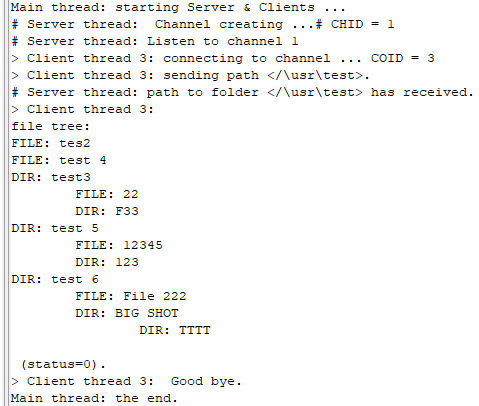 Main thread: starting Server & Clients ...
# Server thread:  Channel creating ...# CHID = 1
# Server thread: Listen to channel 1
> Client thread 3: connecting to channel ... COID = 3
> Client thread 3: sending path </\usr\test>.
# Server thread: path to folder </\usr\test> has received.
> Client thread 3:
file tree:
FILE: tes2
FILE: test 4
DIR: test3
        FILE: 22
        DIR: F33
DIR: test 5
        FILE: 12345
        DIR: 123
DIR: test 6
        FILE: File 222
        DIR: BIG SHOT
                DIR: TTTT
 (status=0).
> Client thread 3:  Good bye.
Main thread: the end.